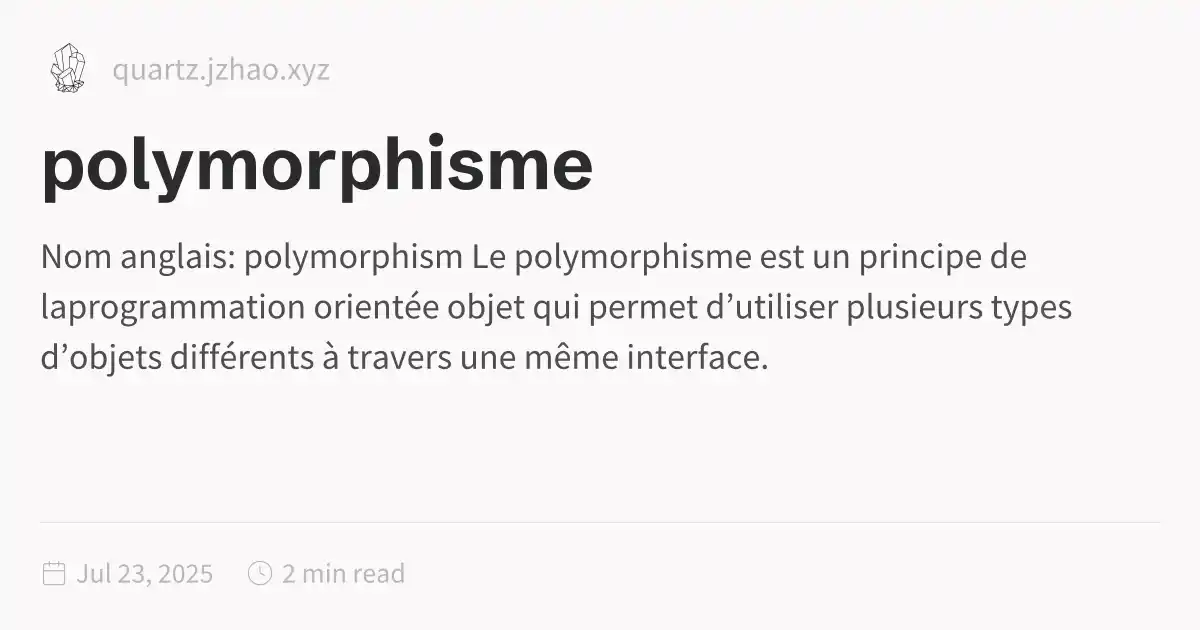 quartz.jzhao.xyz
polymorphisme
Nom anglais: polymorphism Le polymorphisme est un principe de
laprogrammation orientée objet qui permet d’utiliser plusieurs types
d’objets différents à travers une même interface.
Jul 23, 2025 2 min read